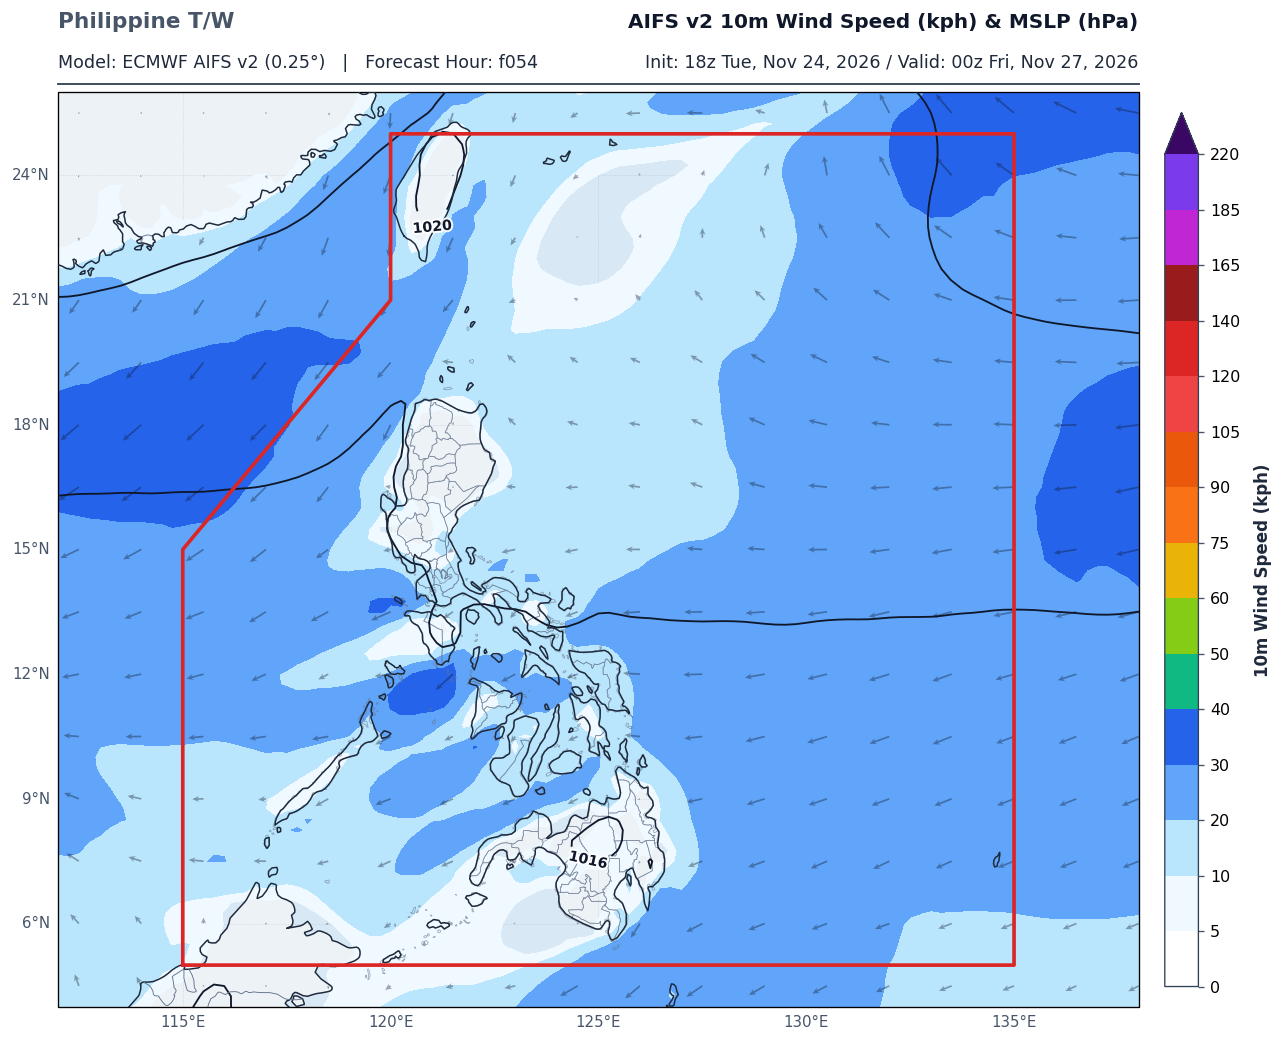 Philippine T/W
AIFS v2 10m Wind Speed (kph) & MSLP (hPa)
Model: ECMWF AIFS v2 (0.25°) | Forecast Hour: f054
Init: 18z Tue, Nov 24, 2026 / Valid: 00z Fri, Nov 27, 2026
24°N
21°N
18°N
15°N
12°N
9°N
6°N
115°E
120°E
125°E
130°E
135°E
1020
1016
220
185
165
140
120
105
90
75
60
50
40
30
20
10
5
0
10m Wind Speed (kph)